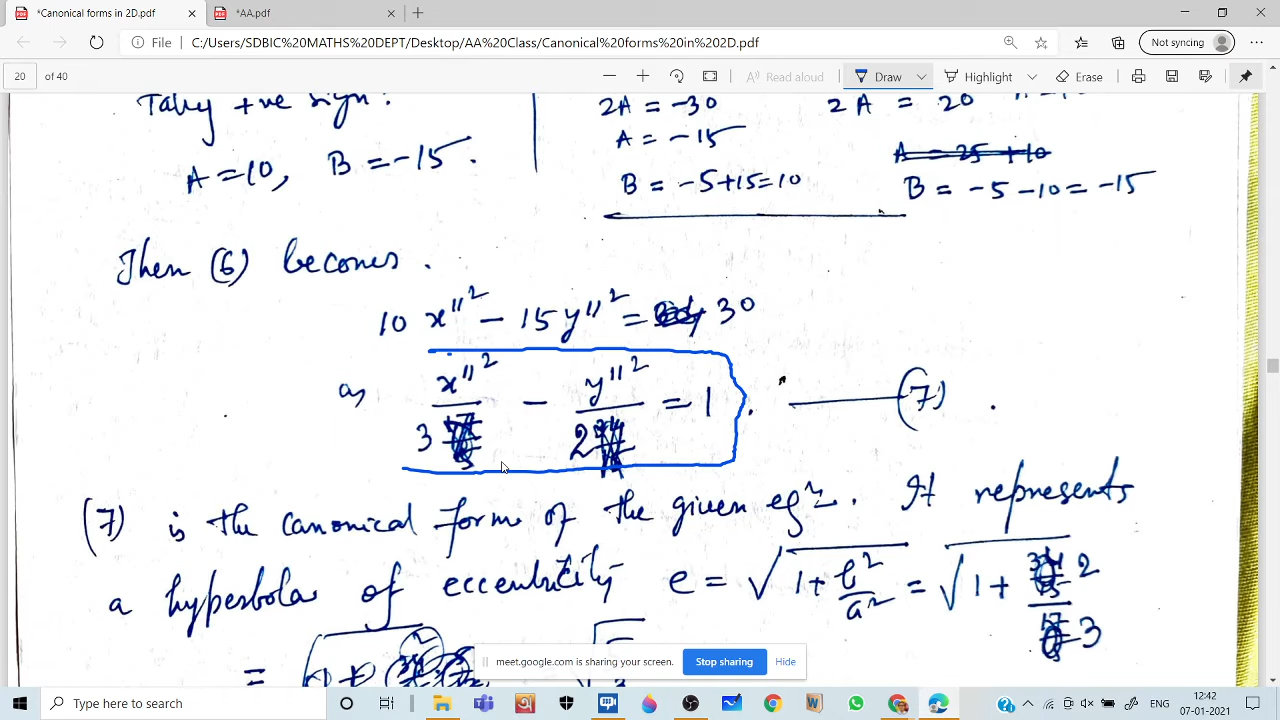 *Canonical forms in 2D.pdf
*AA.pdf
File C:/Users/SDBIC%20MATHS%20DEPT/Desktop/AA%20Class/Canonical%20forms%20in%202D.pdf
Not syncing
20 of 40
Read aloud
Draw
Highlight
Erase
+ve sign.
A = 10, B = -15.
2A = -30
A = -15
B = -5+15=10
2A = 20
A = 25 + 10
B = -5 -10 = -15
Then (6) becomes.
10 x''² - 15 y''² = 30
x''²/3 - y''²/2 = 1. (7)
(7) is the canonical form of the given eqn. It represents
a hyperbola of eccentricity e = √(1 + b²/a²) = √(1 + 2/3)
=
meet.google.com is sharing your screen.
Stop sharing
Hide
Type here to search
ENG
12:42
07-01-2021